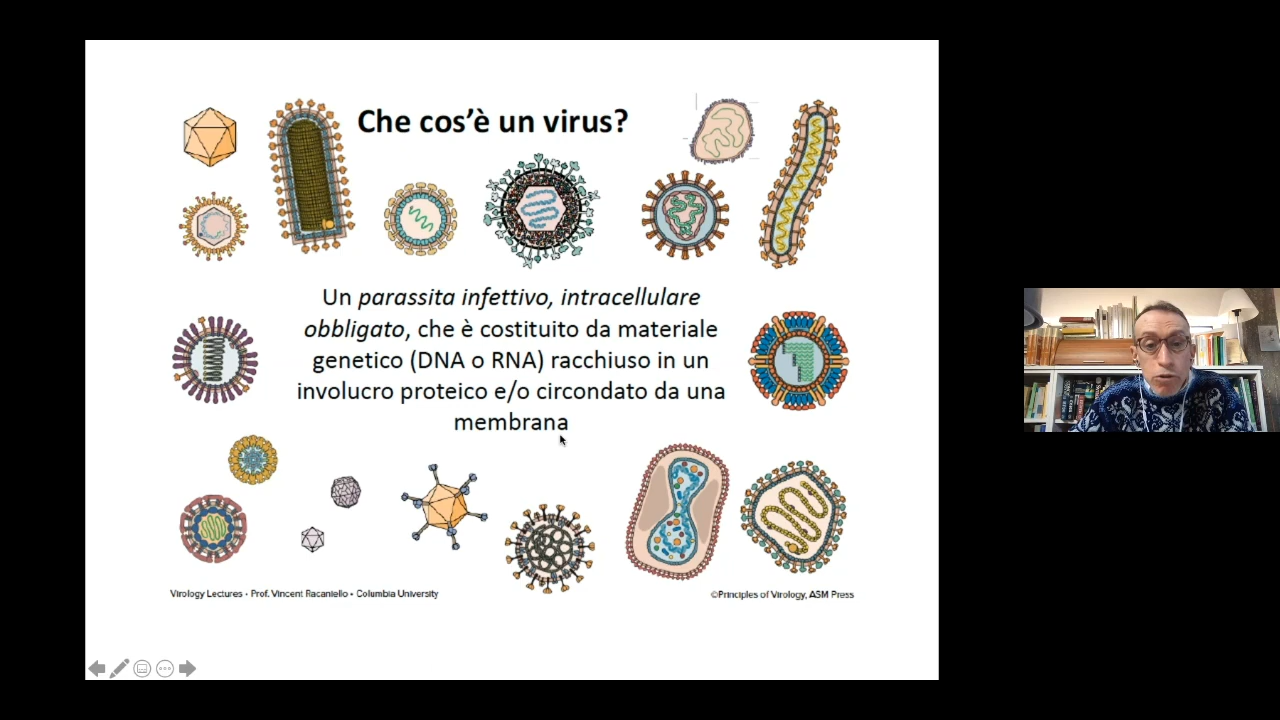 Che cos’è un virus?
Un parassita infettivo, intracellulare
obbligato, che è costituito da materiale
genetico (DNA o RNA) racchiuso in un
involucro proteico e/o circondato da una
membrana
Virology Lectures • Prof. Vincent Racaniello • Columbia University
©Principles of Virology, ASM Press